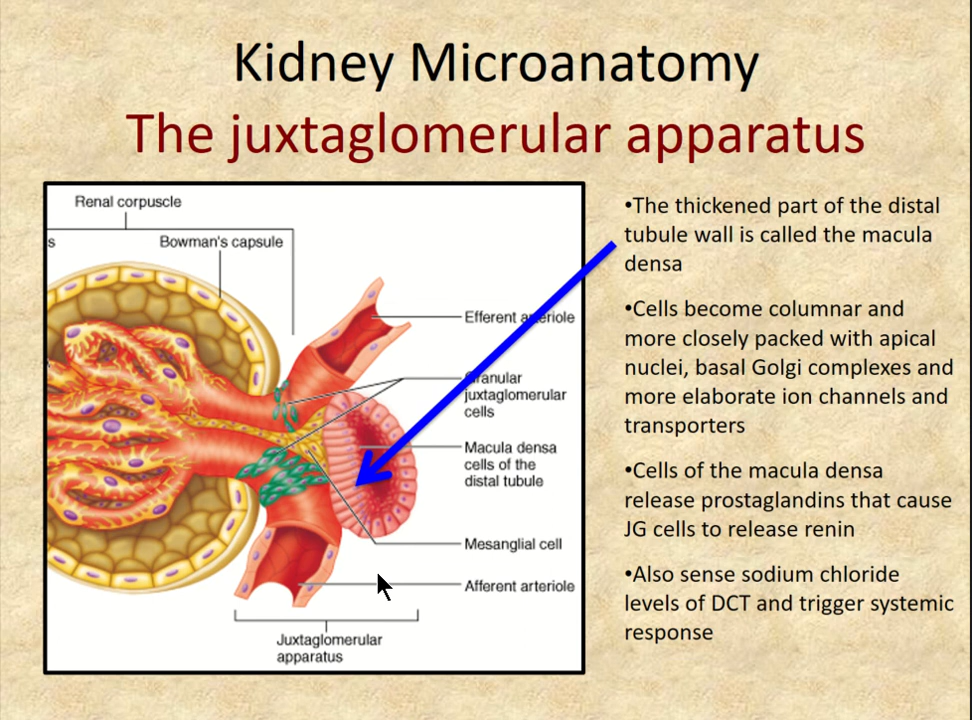 Kidney Microanatomy
The juxtaglomerular apparatus
Renal corpuscle
s
Bowman's capsule
Efferent arteriole
Granular
juxtaglomerular
cells
Macula densa
cells of the
distal tubule
Mesanglial cell
Afferent arteriole
Juxtaglomerular
apparatus
•The thickened part of the distal
tubule wall is called the macula
densa
•Cells become columnar and
more closely packed with apical
nuclei, basal Golgi complexes and
more elaborate ion channels and
transporters
•Cells of the macula densa
release prostaglandins that cause
JG cells to release renin
•Also sense sodium chloride
levels of DCT and trigger systemic
response